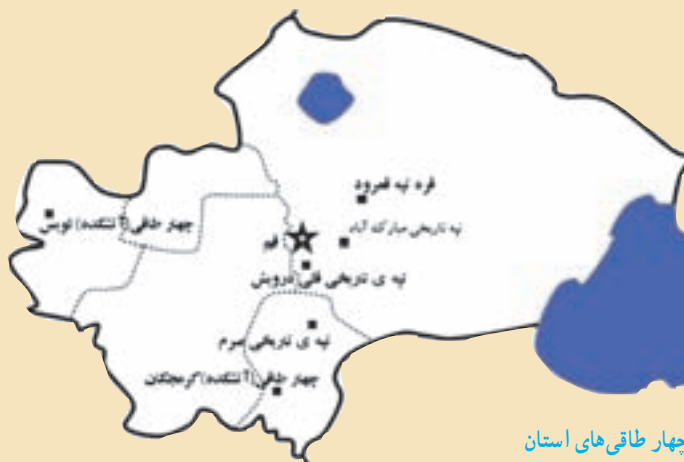 قره تپه قمرود
تپه تاریخی مبارک آباد
چهار طاقی (آتشکده) نویس
قم
تپه ی تاریخی قلی درویش
تپه ی تاریخی صرم
چهار طاقی (آتشکده) کرمجگان
چهار طاقی‌های استان